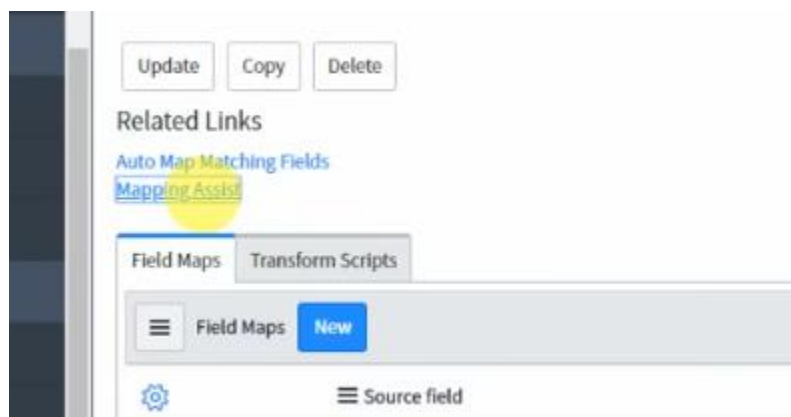 Update Copy Delete
Related Links
Auto Map Matching Fields
Mapping Assist
Field Maps Transform Scripts
Field Maps New
Source field